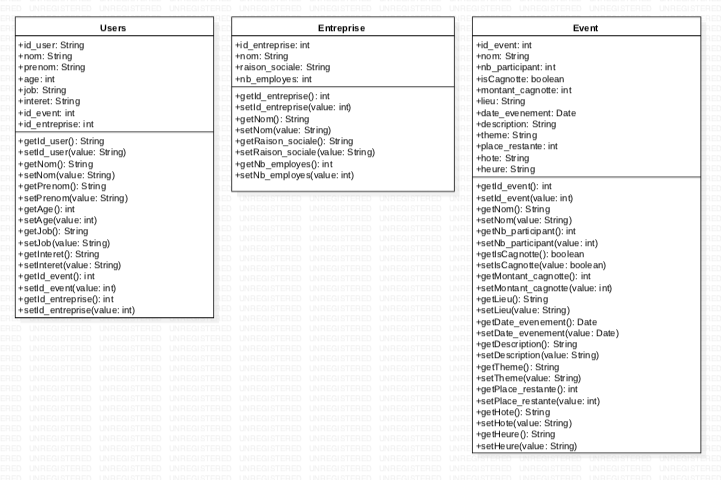 Users
+id_user: String
+nom: String
+prenom: String
+age: int
+job: String
+interet: String
+id_event: int
+id_entreprise: int
+getId_user(): String
+setId_user(value: String)
+getNom(): String
+setNom(value: String)
+getPrenom(): String
+setPrenom(value: String)
+getAge(): int
+setAge(value: int)
+getJob(): String
+setJob(value: String)
+getInteret(): String
+setInteret(value: String)
+getId_event(): int
+setId_event(value: int)
+getId_entreprise(): int
+setId_entreprise(value: int)
Entreprise
+id_entreprise: int
+nom: String
+raison_sociale: String
+nb_employes: int
+getId_entreprise(): int
+setId_entreprise(value: int)
+getNom(): String
+setNom(value: String)
+getRaison_sociale(): String
+setRaison_sociale(value: String)
+getNb_employes(): int
+setNb_employes(value: int)
Event
+id_event: int
+nom: String
+nb_participant: int
+isCagnotte: boolean
+montant_cagnotte: int
+lieu: String
+date_evenement: Date
+description: String
+theme: String
+place_restante: int
+hote: String
+heure: String
+getId_event(): int
+setId_event(value: int)
+getNom(): String
+setNom(value: String)
+getNb_participant(): int
+setNb_participant(value: int)
+getIsCagnotte(): boolean
+setIsCagnotte(value: boolean)
+getMontant_cagnotte(): int
+setMontant_cagnotte(value: int)
+getLieu(): String
+setLieu(value: String)
+getDate_evenement(): Date
+setDate_evenement(value: Date)
+getDescription(): String
+setDescription(value: String)
+getTheme(): String
+setTheme(value: String)
+getPlace_restante(): int
+setPlace_restante(value: int)
+getHote(): String
+setHote(value: String)
+getHeure(): String
+setHeure(value: String)